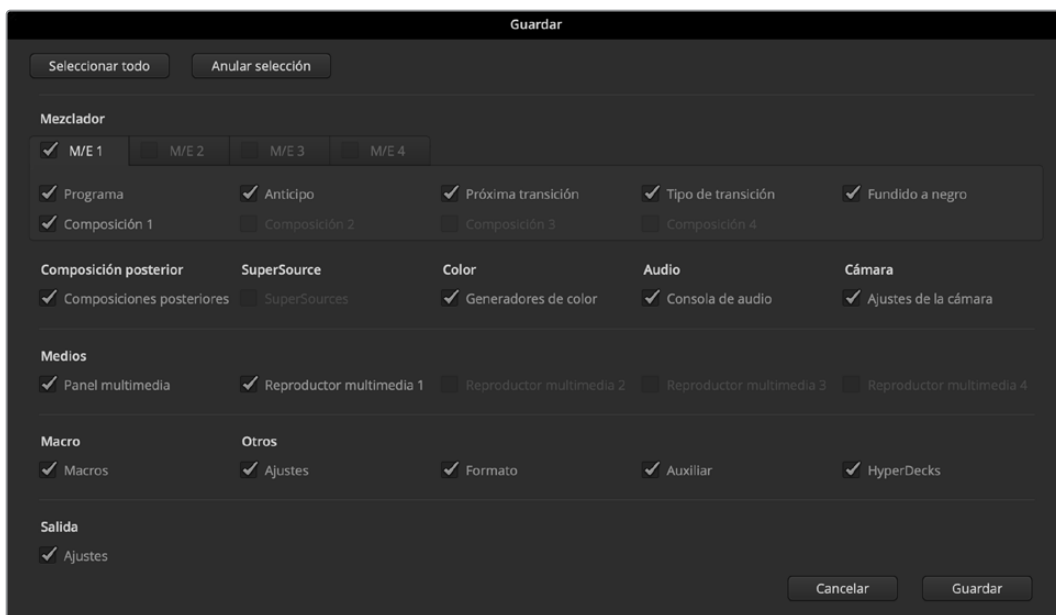 Guardar
Seleccionar todo Anular selección
Mezclador
M/E 1 M/E 2 M/E 3 M/E 4
Programa Anticipo Próxima transición Tipo de transición Fundido a negro
Composición 1 Composición 2 Composición 3 Composición 4
Composición posterior SuperSource Color Audio Cámara
Composiciones posteriores SuperSources Generadores de color Consola de audio Ajustes de la cámara
Medios
Panel multimedia Reproductor multimedia 1 Reproductor multimedia 2 Reproductor multimedia 3 Reproductor multimedia 4
Macro Otros
Macros Ajustes Formato Auxiliar HyperDecks
Salida
Ajustes
Cancelar Guardar